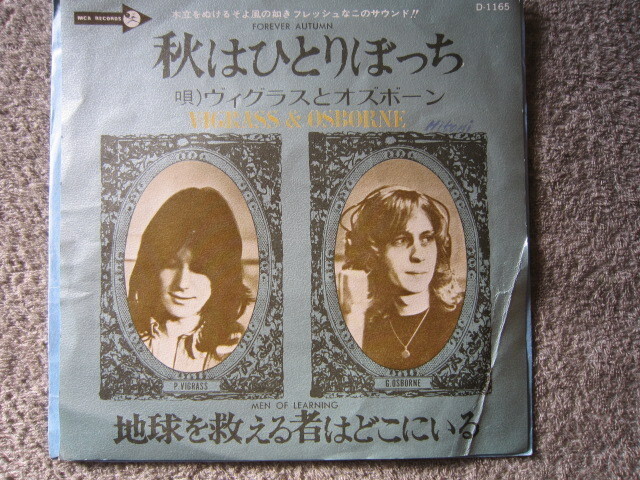 MCA RECORDS
木立をぬけるそよ風の如きフレッシュなこのサウンド!!
D-1165
FOREVER AUTUMN
秋はひとりぼっち
唄)ヴィグラスとオズボーン
VIGRASS & OSBORNE
Mitani
P.VIGRASS
G.OSBORNE
MEN OF LEARNING
地球を救える者はどこにいる